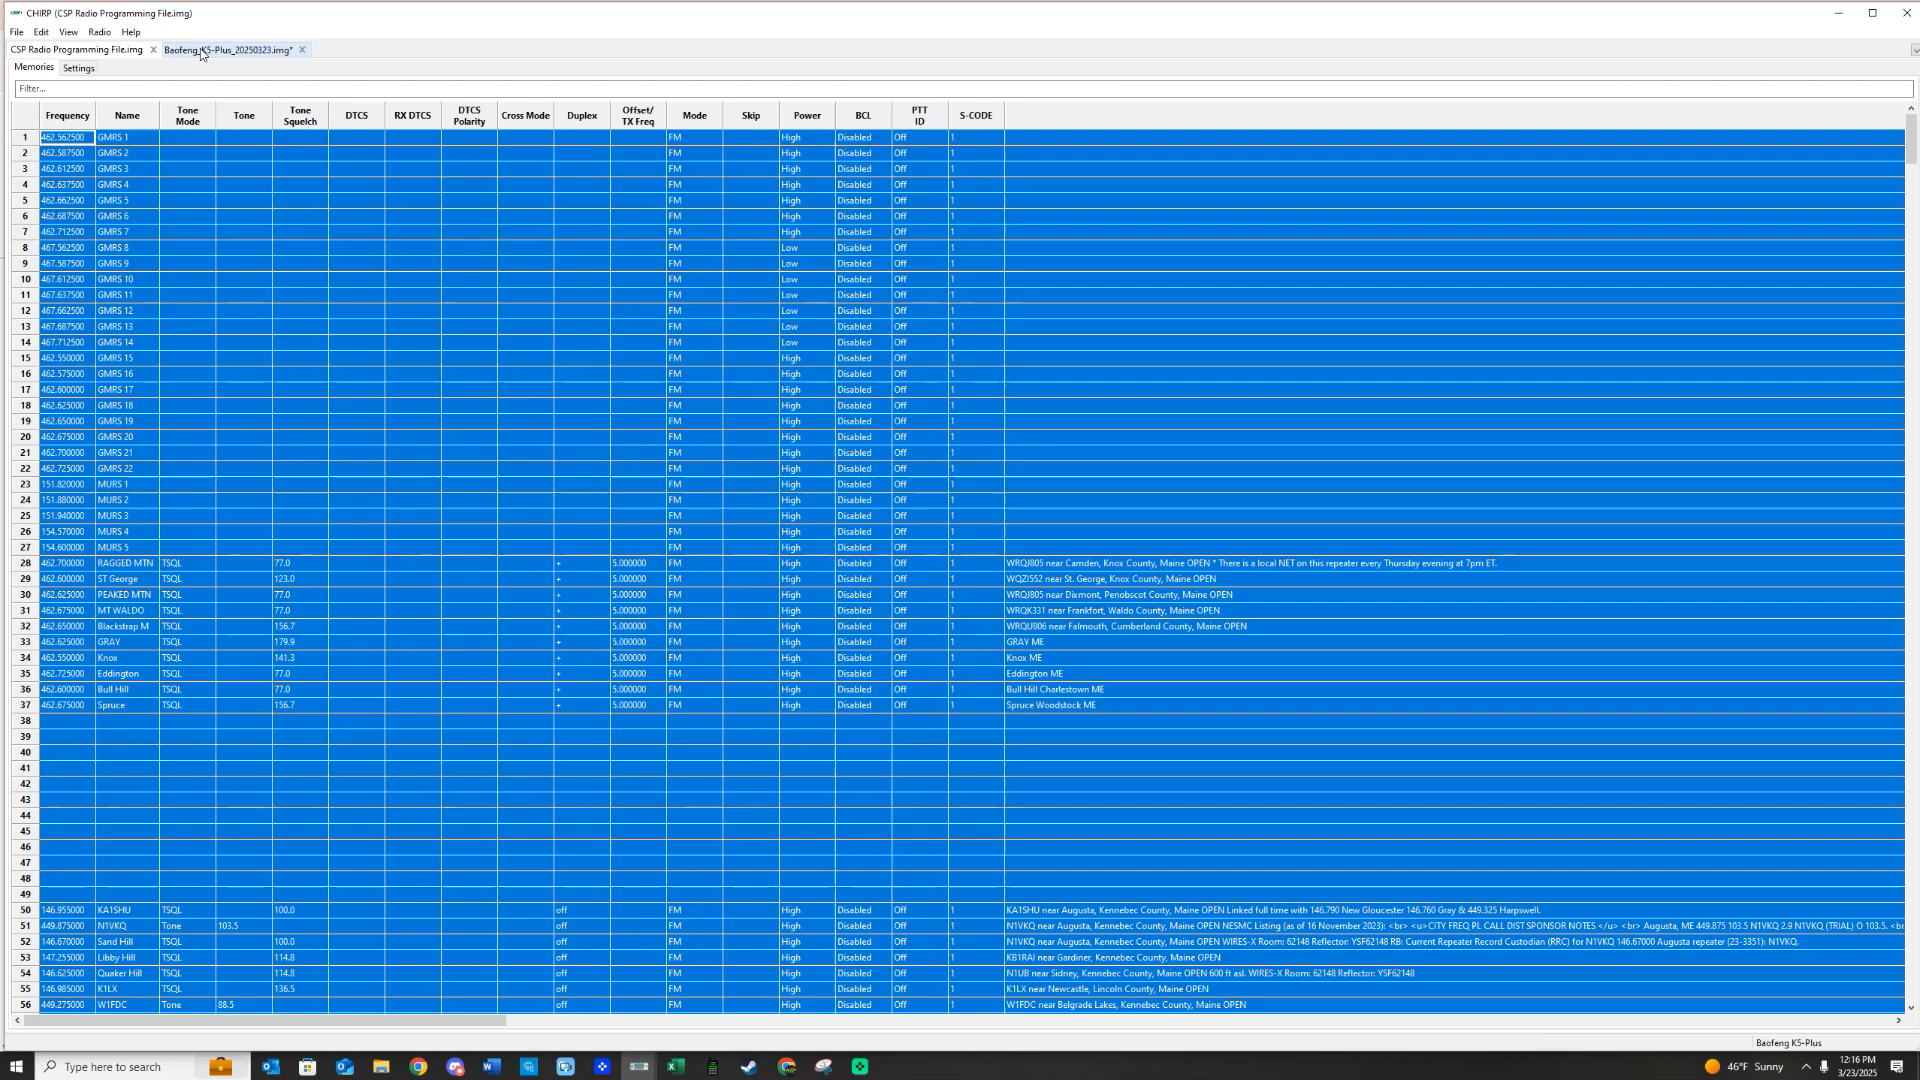 CHIRP (CSP Radio Programming File.img)
File Edit View Radio Help
CSP Radio Programming File.img Baofeng_K5-Plus_20250323.img*
Memories Settings
Filter...
Frequency Name Tone Mode Tone Tone Squelch DTCS RX DTCS DTCS Polarity Cross Mode Duplex Offset/ TX Freq Mode Skip Power BCL PTT ID S-CODE
1 462.562500 GMRS 1 FM High Disabled Off 1
2 462.587500 GMRS 2 FM High Disabled Off 1
3 462.612500 GMRS 3 FM High Disabled Off 1
4 462.637500 GMRS 4 FM High Disabled Off 1
5 462.662500 GMRS 5 FM High Disabled Off 1
6 462.687500 GMRS 6 FM High Disabled Off 1
7 462.712500 GMRS 7 FM High Disabled Off 1
8 467.562500 GMRS 8 FM Low Disabled Off 1
9 467.587500 GMRS 9 FM Low Disabled Off 1
10 467.612500 GMRS 10 FM Low Disabled Off 1
11 467.637500 GMRS 11 FM Low Disabled Off 1
12 467.662500 GMRS 12 FM Low Disabled Off 1
13 467.687500 GMRS 13 FM Low Disabled Off 1
14 467.712500 GMRS 14 FM Low Disabled Off 1
15 462.550000 GMRS 15 FM High Disabled Off 1
16 462.575000 GMRS 16 FM High Disabled Off 1
17 462.600000 GMRS 17 FM High Disabled Off 1
18 462.625000 GMRS 18 FM High Disabled Off 1
19 462.650000 GMRS 19 FM High Disabled Off 1
20 462.675000 GMRS 20 FM High Disabled Off 1
21 462.700000 GMRS 21 FM High Disabled Off 1
22 462.725000 GMRS 22 FM High Disabled Off 1
23 151.820000 MURS 1 FM High Disabled Off 1
24 151.880000 MURS 2 FM High Disabled Off 1
25 151.940000 MURS 3 FM High Disabled Off 1
26 154.570000 MURS 4 FM High Disabled Off 1
27 154.600000 MURS 5 FM High Disabled Off 1
28 462.700000 RAGGED MTN TSQL 77.0 + 5.000000 FM High Disabled Off 1 WRQJ805 near Camden, Knox County, Maine OPEN * There is a local NET on this repeater every Thursday evening at 7pm ET.
29 462.600000 ST George TSQL 123.0 + 5.000000 FM High Disabled Off 1 WQZI552 near St. George, Knox County, Maine OPEN
30 462.625000 PEAKED MTN TSQL 77.0 + 5.000000 FM High Disabled Off 1 WRQJ805 near Dixmont, Penobscot County, Maine OPEN
31 462.675000 MT WALDO TSQL 77.0 + 5.000000 FM High Disabled Off 1 WRQK331 near Frankfort, Waldo County, Maine OPEN
32 462.650000 Blackstrap M TSQL 156.7 + 5.000000 FM High Disabled Off 1 WRQU806 near Falmouth, Cumberland County, Maine OPEN
33 462.625000 GRAY TSQL 179.9 + 5.000000 FM High Disabled Off 1 GRAY ME
34 462.550000 Knox TSQL 141.3 + 5.000000 FM High Disabled Off 1 Knox ME
35 462.725000 Eddington TSQL 77.0 + 5.000000 FM High Disabled Off 1 Eddington ME
36 462.600000 Bull Hill TSQL 77.0 + 5.000000 FM High Disabled Off 1 Bull Hill Charlestown ME
37 462.675000 Spruce TSQL 156.7 + 5.000000 FM High Disabled Off 1 Spruce Woodstock ME
38
39
40
41
42
43
44
45
46
47
48
49
50 146.955000 KA1SHU TSQL 100.0 off FM High Disabled Off 1 KA1SHU near Augusta, Kennebec County, Maine OPEN Linked full time with 146.790 New Gloucester 146.760 Gray & 449.325 Harpswell.
51 449.875000 N1VKQ Tone 103.5 off FM High Disabled Off 1 N1VKQ near Augusta, Kennebec County, Maine OPEN NESMC Listing (as of 16 November 2023): <br> <u>CITY FREQ PL CALL DIST SPONSOR NOTES </u> <br> Augusta, ME 449.875 103.5 N1VKQ 2.9 N1VKQ (TRIAL) O 103.5. <br
52 146.670000 Sand Hill TSQL 100.0 off FM High Disabled Off 1 N1VKQ near Augusta, Kennebec County, Maine OPEN WIRES-X Room: 62148 Reflector: YSF62148 RB: Current Repeater Record Custodian (RRC) for N1VKQ 146.67000 Augusta repeater (23-3351): N1VKQ.
53 147.255000 Libby Hill TSQL 114.8 off FM High Disabled Off 1 KB1RAI near Gardiner, Kennebec County, Maine OPEN
54 146.625000 Quaker Hill TSQL 114.8 off FM High Disabled Off 1 N1UB near Sidney, Kennebec County, Maine OPEN 600 ft asl. WIRES-X Room: 62148 Reflector: YSF62148
55 146.985000 K1LX TSQL 136.5 off FM High Disabled Off 1 K1LX near Newcastle, Lincoln County, Maine OPEN
56 449.275000 W1FDC Tone 88.5 off FM High Disabled Off 1 W1FDC near Belgrade Lakes, Kennebec County, Maine OPEN
Baofeng K5-Plus
Type here to search 46°F Sunny 12:16 PM
3/23/2025